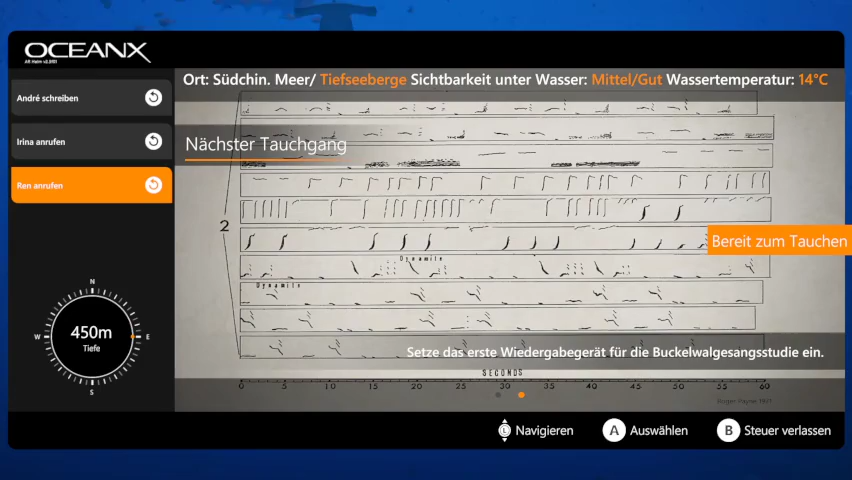 OCEANX
Ort: Südchin. Meer/ Tiefseeberge Sichtbarkeit unter Wasser: Mittel/Gut Wassertemperatur: 14°C
André schreiben
Irina anrufen
Ren anrufen
Nächster Tauchgang
2
Bereit zum Tauchen
Dynamite
Dynamite
N
W
E
S
450m
Tiefe
Setze das erste Wiedergabegerät für die Buckelwalgesangsstudie ein.
SECONDS
0 5 10 15 20 25 30 35 40 45 50 55 60
L Navigieren
A Auswählen
B Steuer verlassen